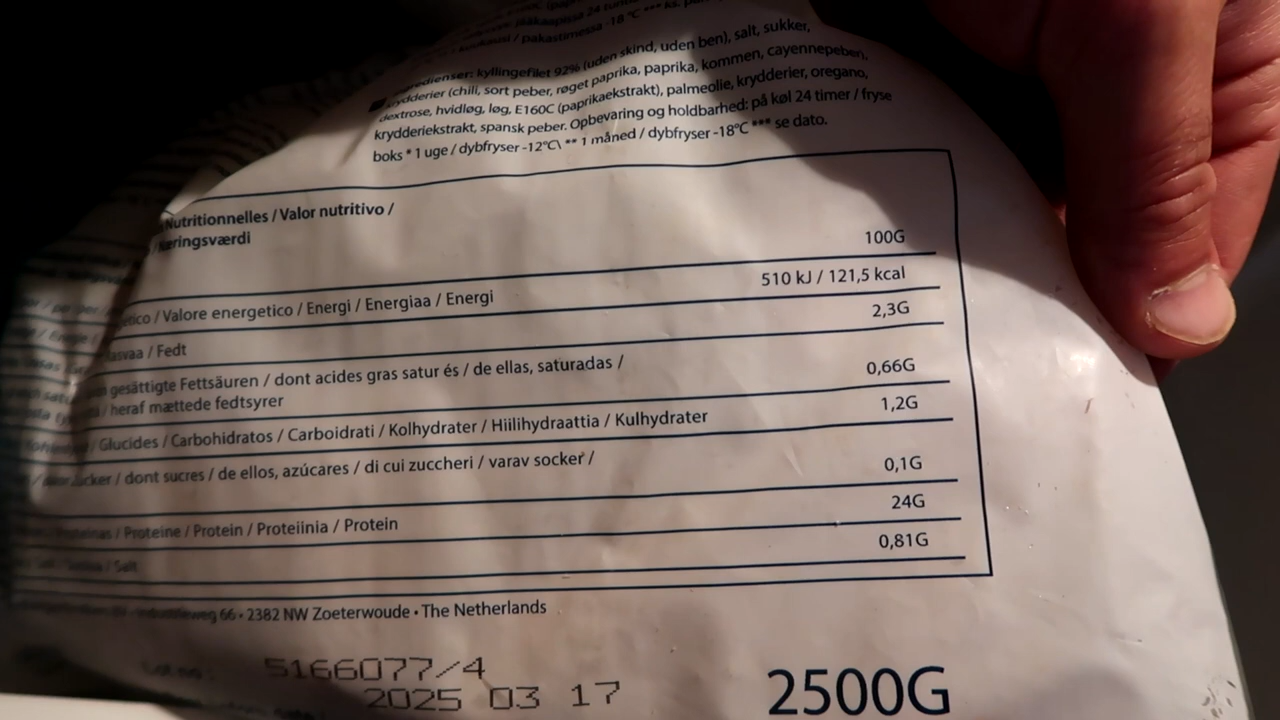 / pakastimessa -18 °C ***
ingredienser: kyllingefilet 92% (uden skind, uden ben), salt, sukker,
krydderier (chili, sort peber, røget paprika, paprika, kommen, cayennepeber),
dextrose, hvidløg, løg, E160C (paprikaekstrakt), palmeolie, krydderier, oregano,
krydderiekstrakt, spansk peber. Opbevaring og holdbarhed: på køl 24 timer / fryse
boks * 1 uge / dybfryser -12°C\ ** 1 måned / dybfryser -18°C *** se dato.
Nutritionnelles / Valor nutritivo /
/ Næringsværdi
100G
/ Valore energetico / Energi / Energiaa / Energi
510 kJ / 121,5 kcal
/ Fedt
2,3G
gesättigte Fettsäuren / dont acides gras satur és / de ellas, saturadas /
/ heraf mættede fedtsyrer
0,66G
/ Glucides / Carbohidratos / Carboidrati / Kolhydrater / Hiilihydraattia / Kulhydrater
1,2G
/ dont sucres / de ellos, azúcares / di cui zuccheri / varav socker /
0,1G
/ Proteine / Protein / Proteiinia / Protein
24G
/ Salt
0,81G
66 • 2382 NW Zoeterwoude • The Netherlands
5166077/4
2025 03 17
2500G